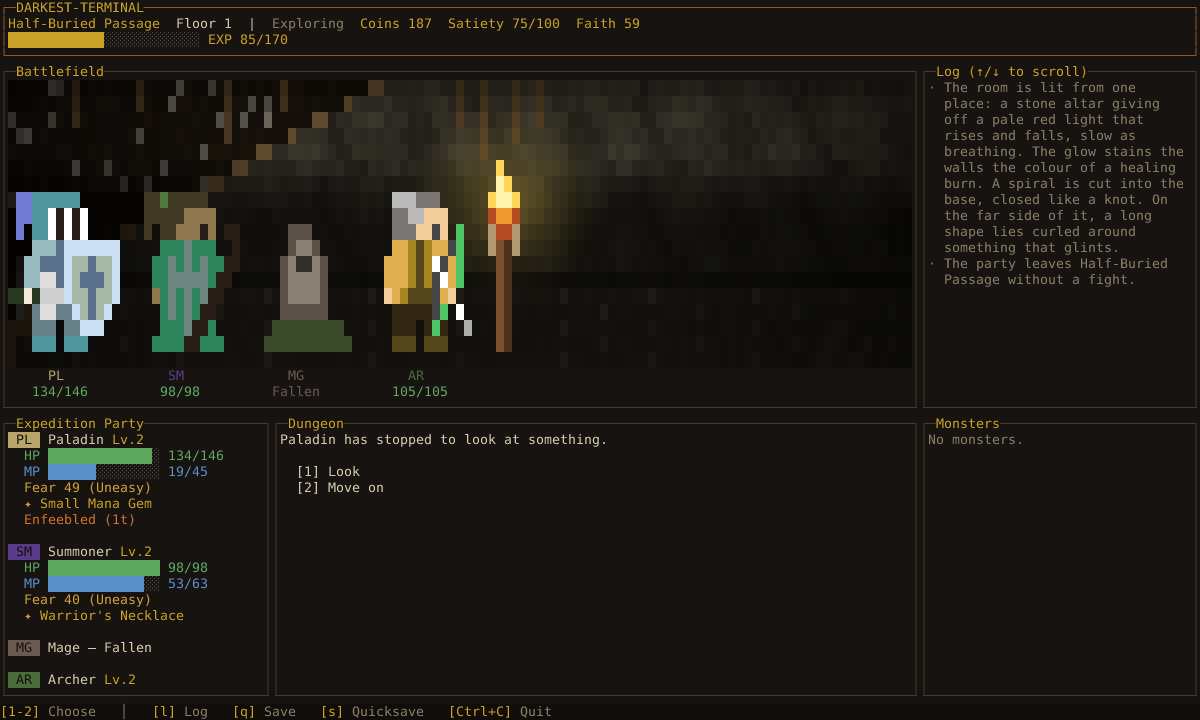 DARKEST-TERMINAL
Half-Buried Passage  Floor 1  |  Exploring  Coins 187  Satiety 75/100  Faith 59
EXP 85/170
Battlefield
PL SM MG AR
134/146 98/98 Fallen 105/105
Log (↑/↓ to scroll)
· The room is lit from one
place: a stone altar giving
off a pale red light that
rises and falls, slow as
breathing. The glow stains the
walls the colour of a healing
burn. A spiral is cut into the
base, closed like a knot. On
the far side of it, a long
shape lies curled around
something that glints.
· The party leaves Half-Buried
Passage without a fight.
Expedition Party
PL Paladin Lv.2
HP 134/146
MP 19/45
Fear 49 (Uneasy)
✦ Small Mana Gem
Enfeebled (1t)
SM Summoner Lv.2
HP 98/98
MP 53/63
Fear 40 (Uneasy)
✦ Warrior's Necklace
MG Mage — Fallen
AR Archer Lv.2
Dungeon
Paladin has stopped to look at something.
[1] Look
[2] Move on
Monsters
No monsters.
[1-2] Choose │ [l] Log [q] Save [s] Quicksave [Ctrl+C] Quit